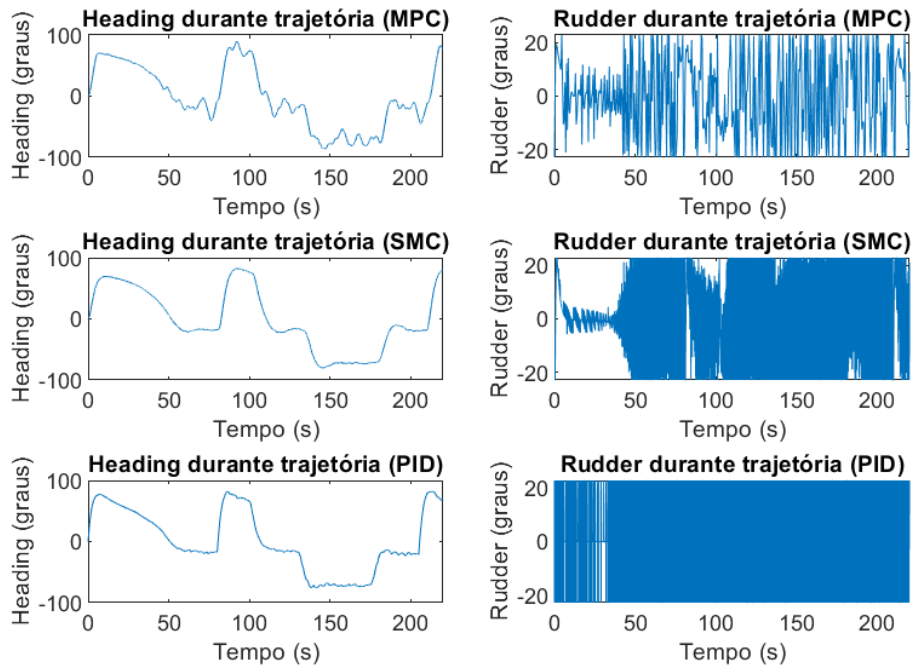 Heading durante trajetória (MPC)
Heading (graus)
100
0
-100
0 50 100 150 200
Tempo (s)
Rudder durante trajetória (MPC)
Rudder (graus)
20
0
-20
0 50 100 150 200
Tempo (s)
Heading durante trajetória (SMC)
Heading (graus)
100
0
-100
0 50 100 150 200
Tempo (s)
Rudder durante trajetória (SMC)
Rudder (graus)
20
0
-20
0 50 100 150 200
Tempo (s)
Heading durante trajetória (PID)
Heading (graus)
100
0
-100
0 50 100 150 200
Tempo (s)
Rudder durante trajetória (PID)
Rudder (graus)
20
0
-20
0 50 100 150 200
Tempo (s)